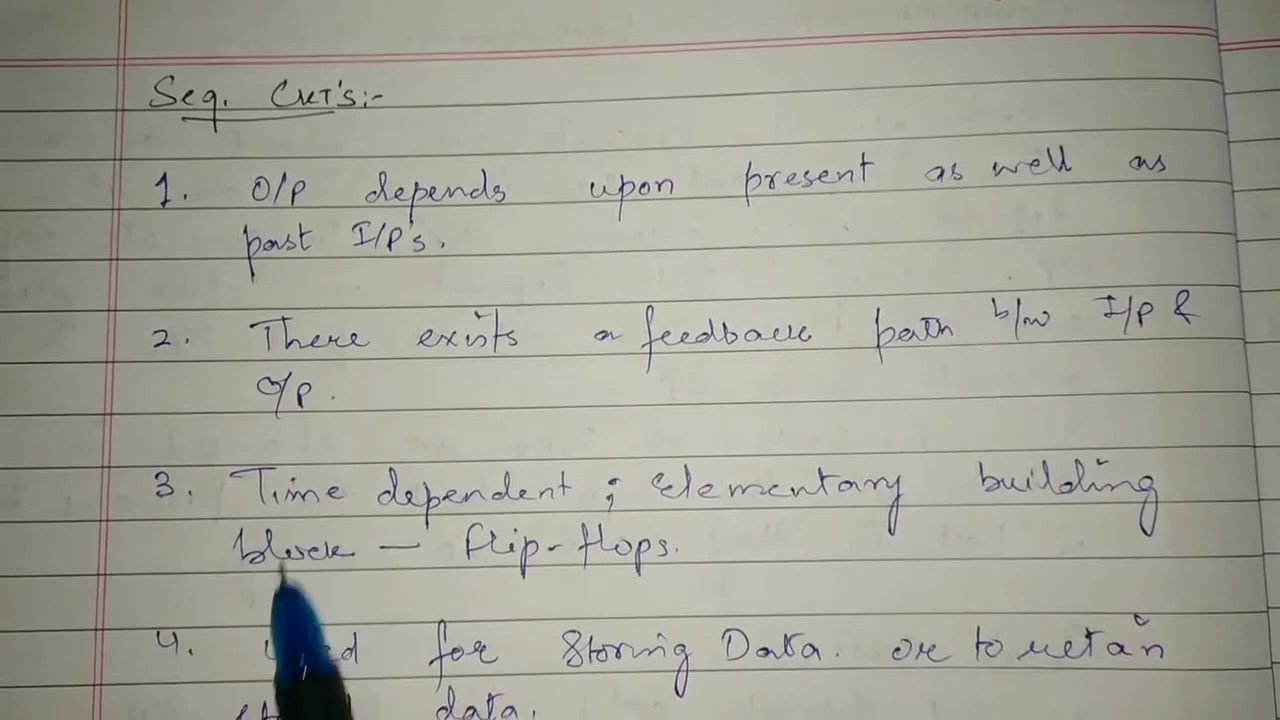 Seq. CKT's:-
1. O/P depends upon present as well as
past I/P's.
2. There exists a feedback path b/w I/P &
O/P.
3. Time dependent ; Elementary building
block — flip-flops.
4. for Storing Data. or to retain
data.